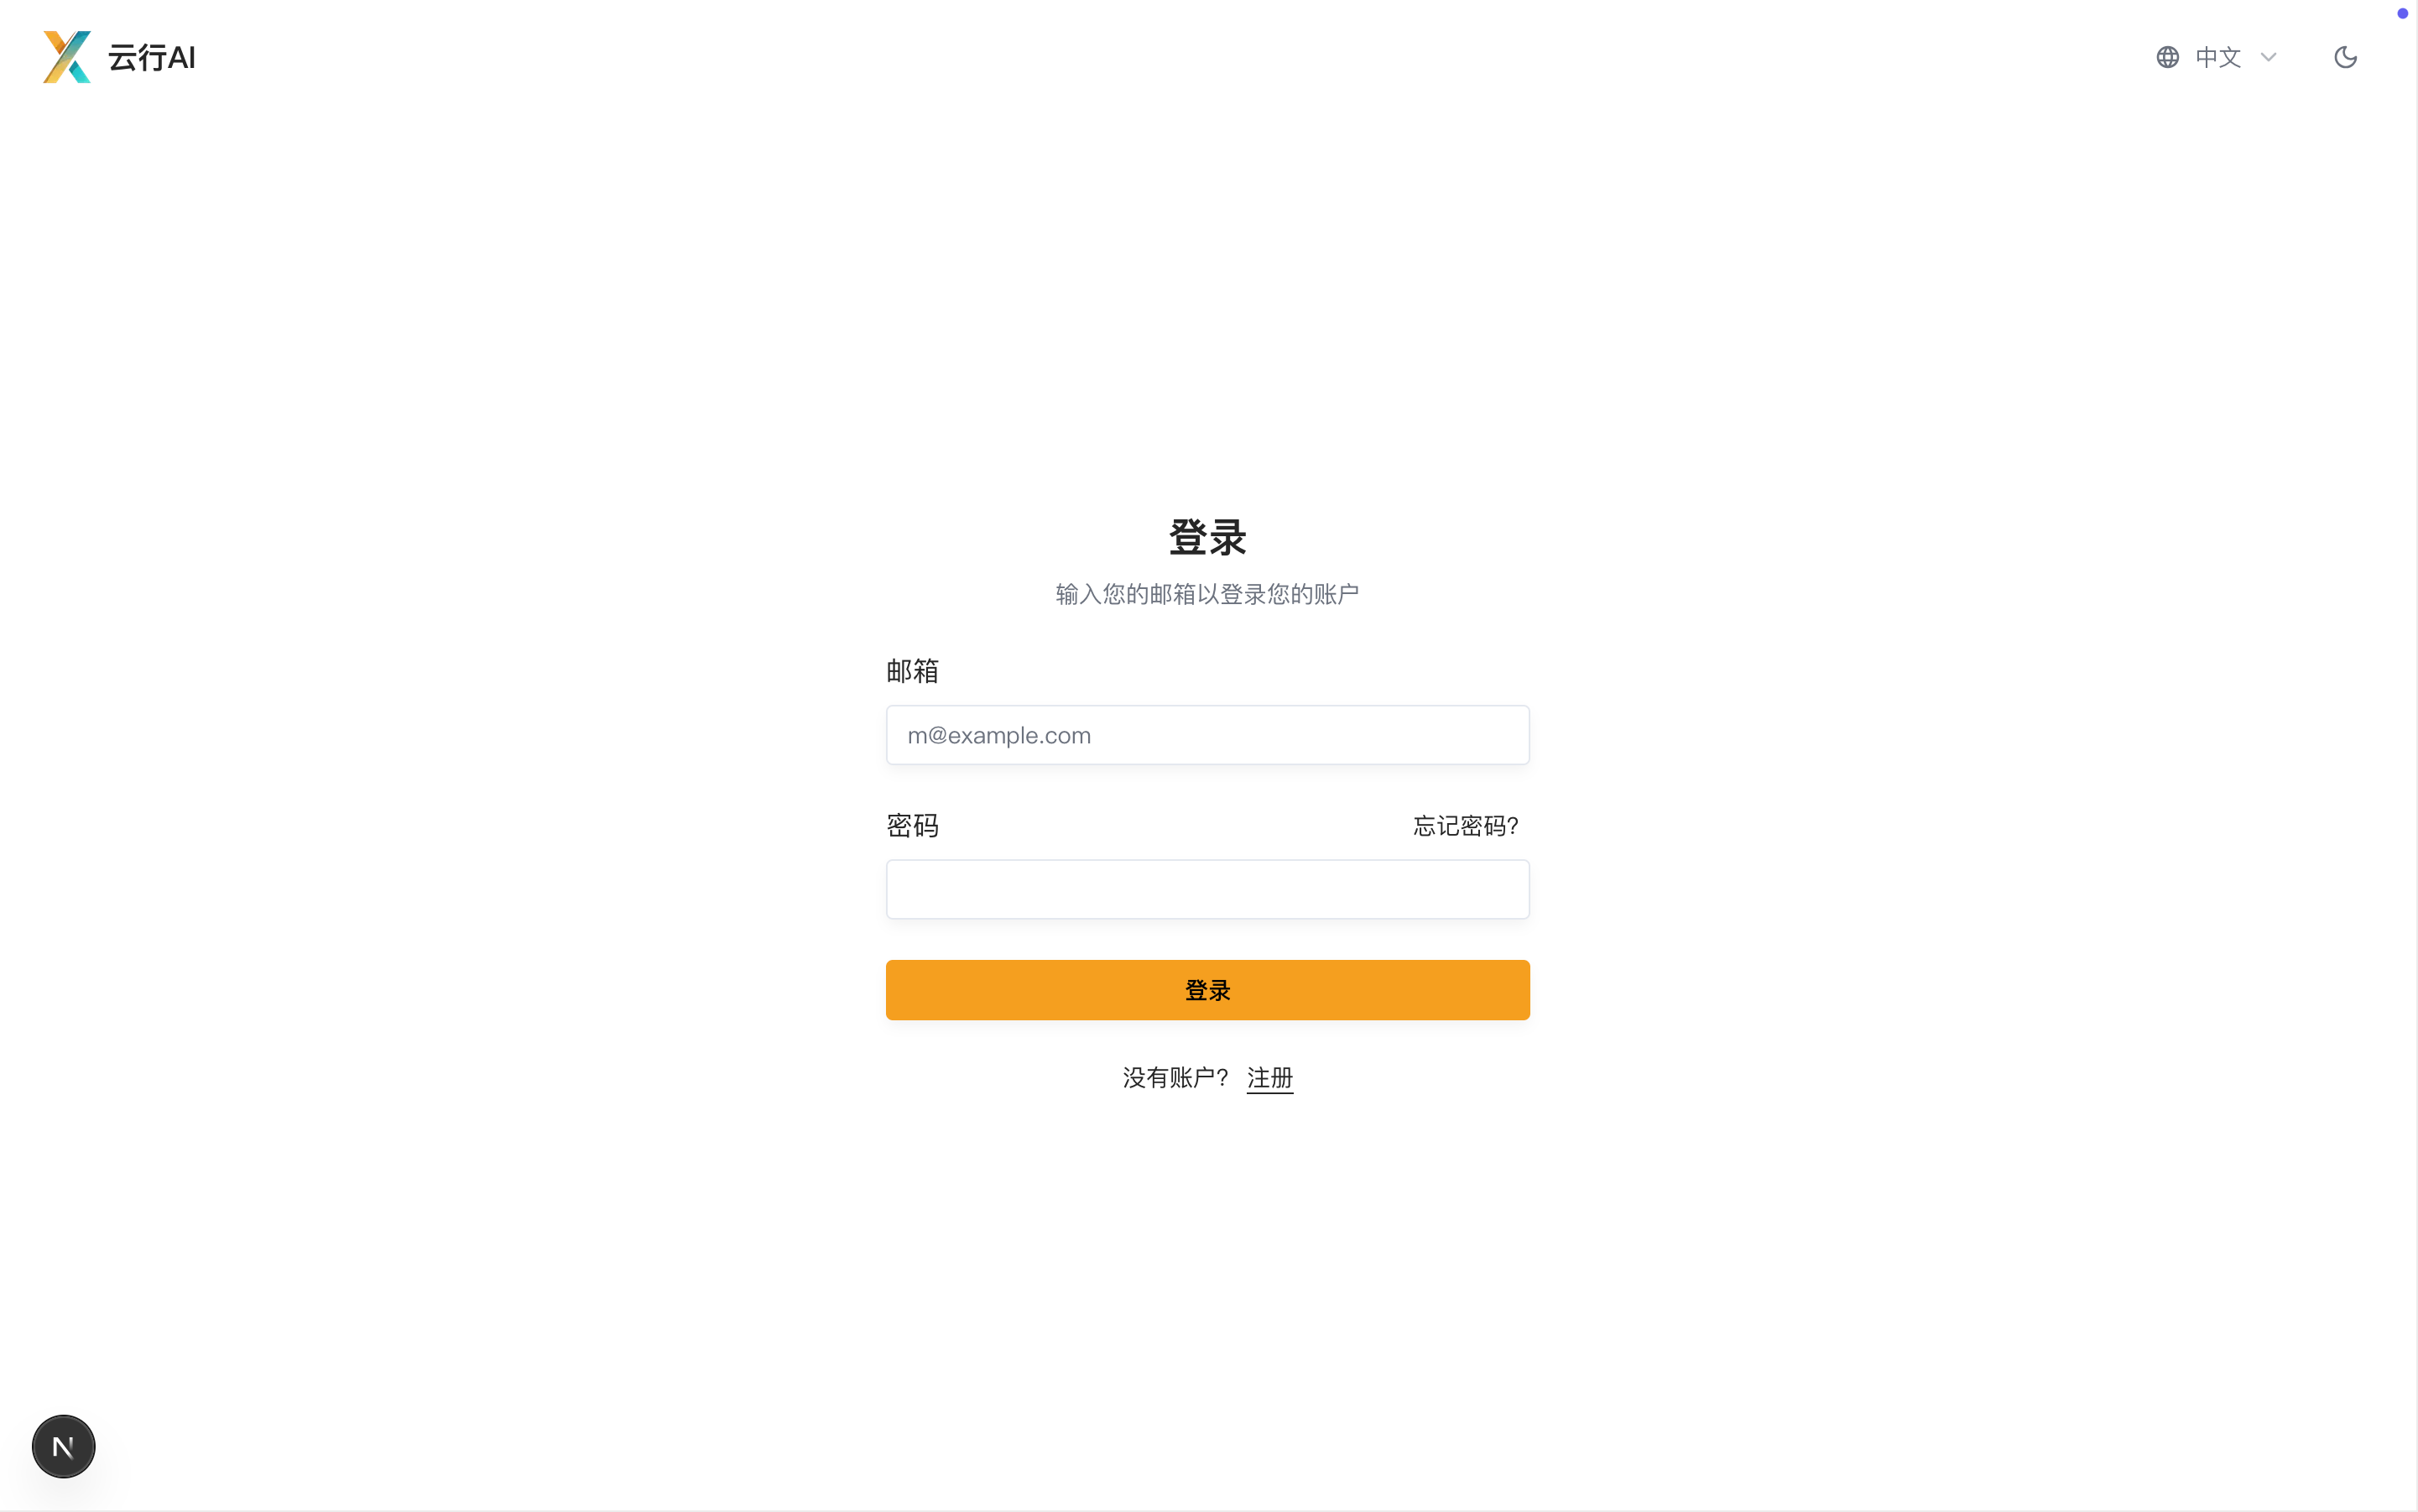 云行AI
中文
登录
输入您的邮箱以登录您的账户
邮箱
m@example.com
密码 忘记密码?
登录
没有账户? 注册
N